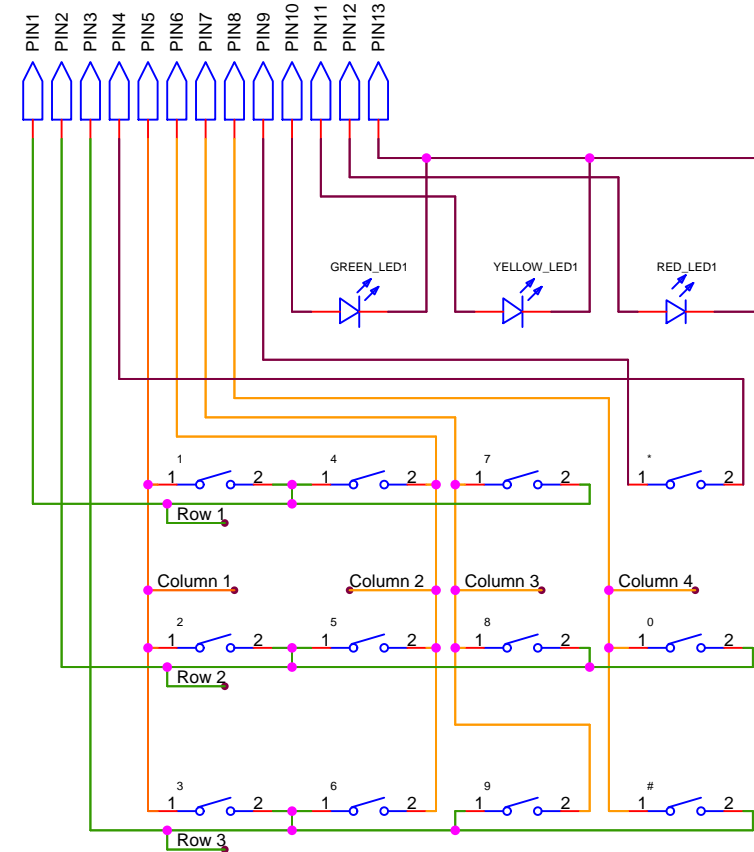 PIN1 PIN2 PIN3 PIN4 PIN5 PIN6 PIN7 PIN8 PIN9 PIN10 PIN11 PIN12 PIN13
GREEN_LED1 YELLOW_LED1 RED_LED1
1 4 7 *
1 2 1 2 1 2 1 2
Row 1
Column 1 Column 2 Column 3 Column 4
2 5 8 0
1 2 1 2 1 2 1 2
Row 2
3 6 9 #
1 2 1 2 1 2 1 2
Row 3